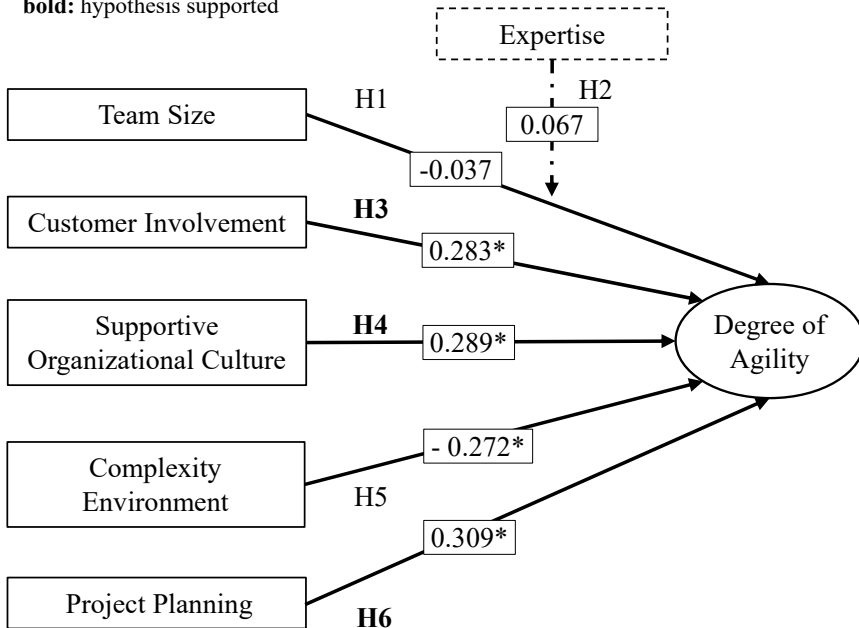 bold: hypothesis supported
Expertise
H2
0.067
Team Size
H1
-0.037
Customer Involvement
H3
0.283*
Supportive
Organizational Culture
H4
0.289*
Degree of
Agility
Complexity
Environment
- 0.272*
H5
0.309*
Project Planning
H6